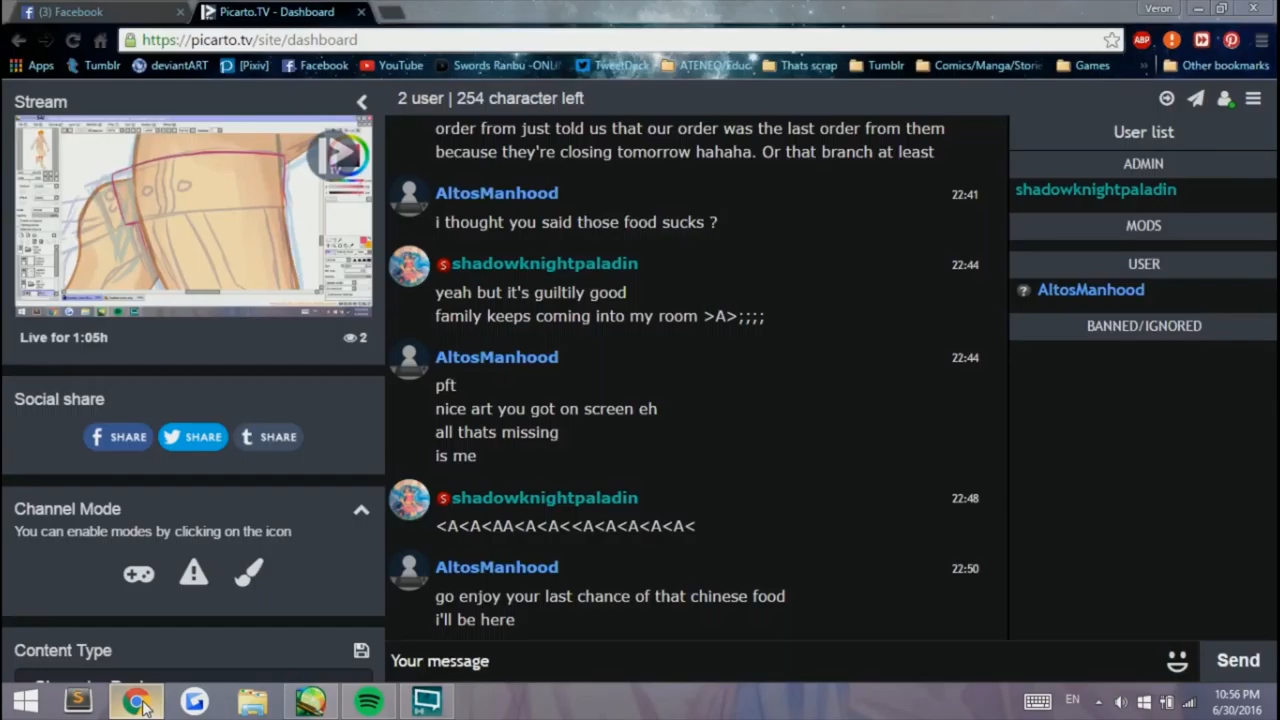 (3) Facebook
Picarto.TV - Dashboard
Veron
https://picarto.tv/site/dashboard
ABP
Apps
Tumblr
deviantART
[Pixiv]
Facebook
YouTube
Swords Ranbu -ONLI
TweetDeck
ATENEO/Educ
Thats scrap
Tumblr
Comics/Manga/Storie
Games
»
Other bookmarks
Stream
Live for 1:05h
2
Social share
SHARE
SHARE
SHARE
Channel Mode
You can enable modes by clicking on the icon
Content Type
2 user | 254 character left
order from just told us that our order was the last order from them
because they're closing tomorrow hahaha. Or that branch at least
AltosManhood 22:41
i thought you said those food sucks ?
S shadowknightpaladin 22:44
yeah but it's guiltily good
family keeps coming into my room >A>;;;;
AltosManhood 22:44
pft
nice art you got on screen eh
all thats missing
is me
S shadowknightpaladin 22:48
<A<A<AA<A<A<<A<A<A<A<A<
AltosManhood 22:50
go enjoy your last chance of that chinese food
i'll be here
Your message
Send
User list
ADMIN
shadowknightpaladin
MODS
USER
? AltosManhood
BANNED/IGNORED
EN
10:56 PM
6/30/2016